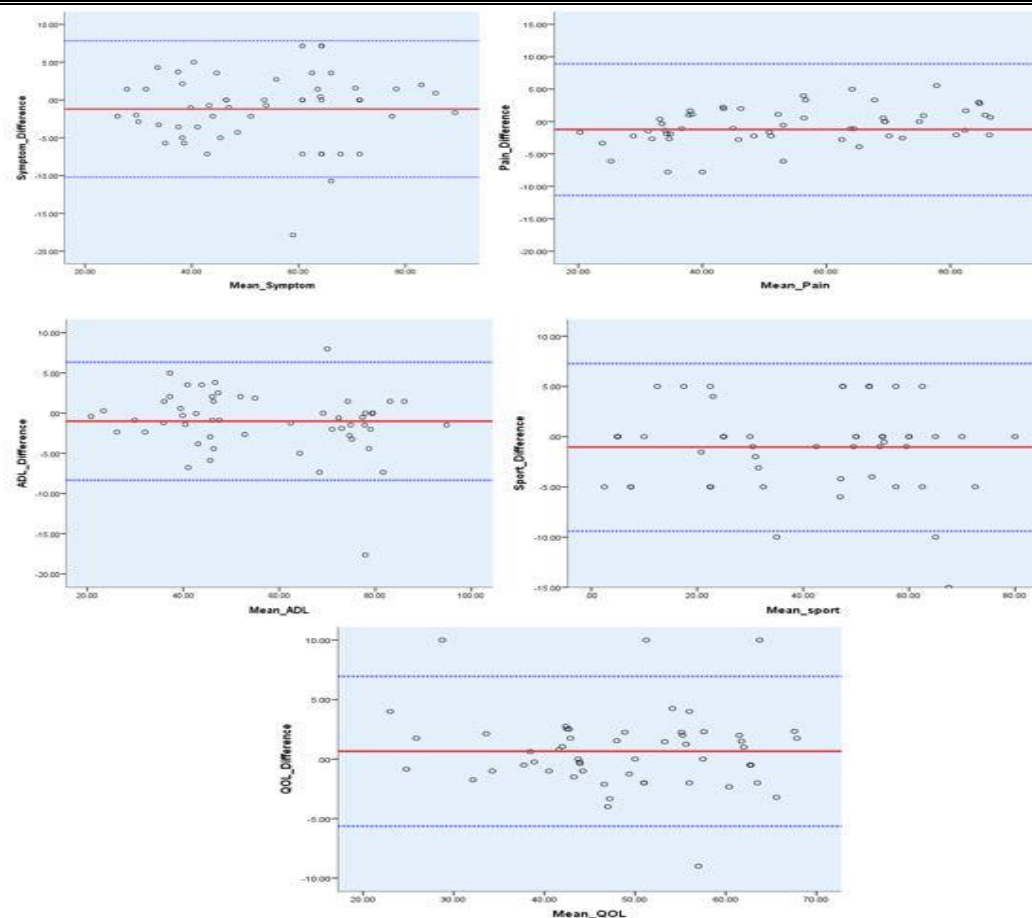 10.00
5.00
.00
-5.00
-10.00
-15.00
-20.00
Symptom_Difference
20.00 40.00 60.00 80.00
Mean_Symptom
15.00
10.00
5.00
.00
-5.00
-10.00
-15.00
-20.00
Pain_Difference
20.00 40.00 60.00 80.00
Mean_Pain
10.00
5.00
.00
-5.00
-10.00
-15.00
-20.00
ADL_Difference
20.00 40.00 60.00 80.00 100.00
Mean_ADL
10.00
5.00
.00
-5.00
-10.00
-15.00
Sport_Difference
.00 20.00 40.00 60.00 80.00
Mean_sport
10.00
5.00
.00
-5.00
-10.00
QOL_Difference
20.00 30.00 40.00 50.00 60.00 70.00
Mean_QOL